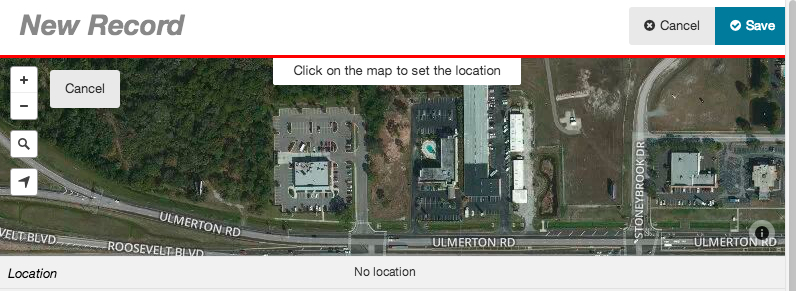 New Record
Cancel
Save
Click on the map to set the location
Cancel
STONEYBROOK DR
ULMERTON RD
VELT BLVD
ROOSEVELT BLVD
ULMERTON RD
ULMERTON RD
Location
No location